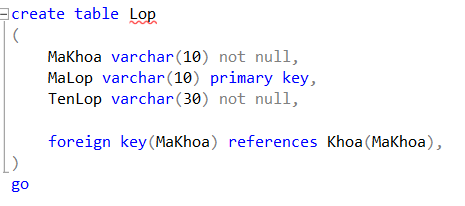 create table Lop
(
MaKhoa varchar(10) not null,
MaLop varchar(10) primary key,
TenLop varchar(30) not null,
foreign key(MaKhoa) references Khoa(MaKhoa),
)
go